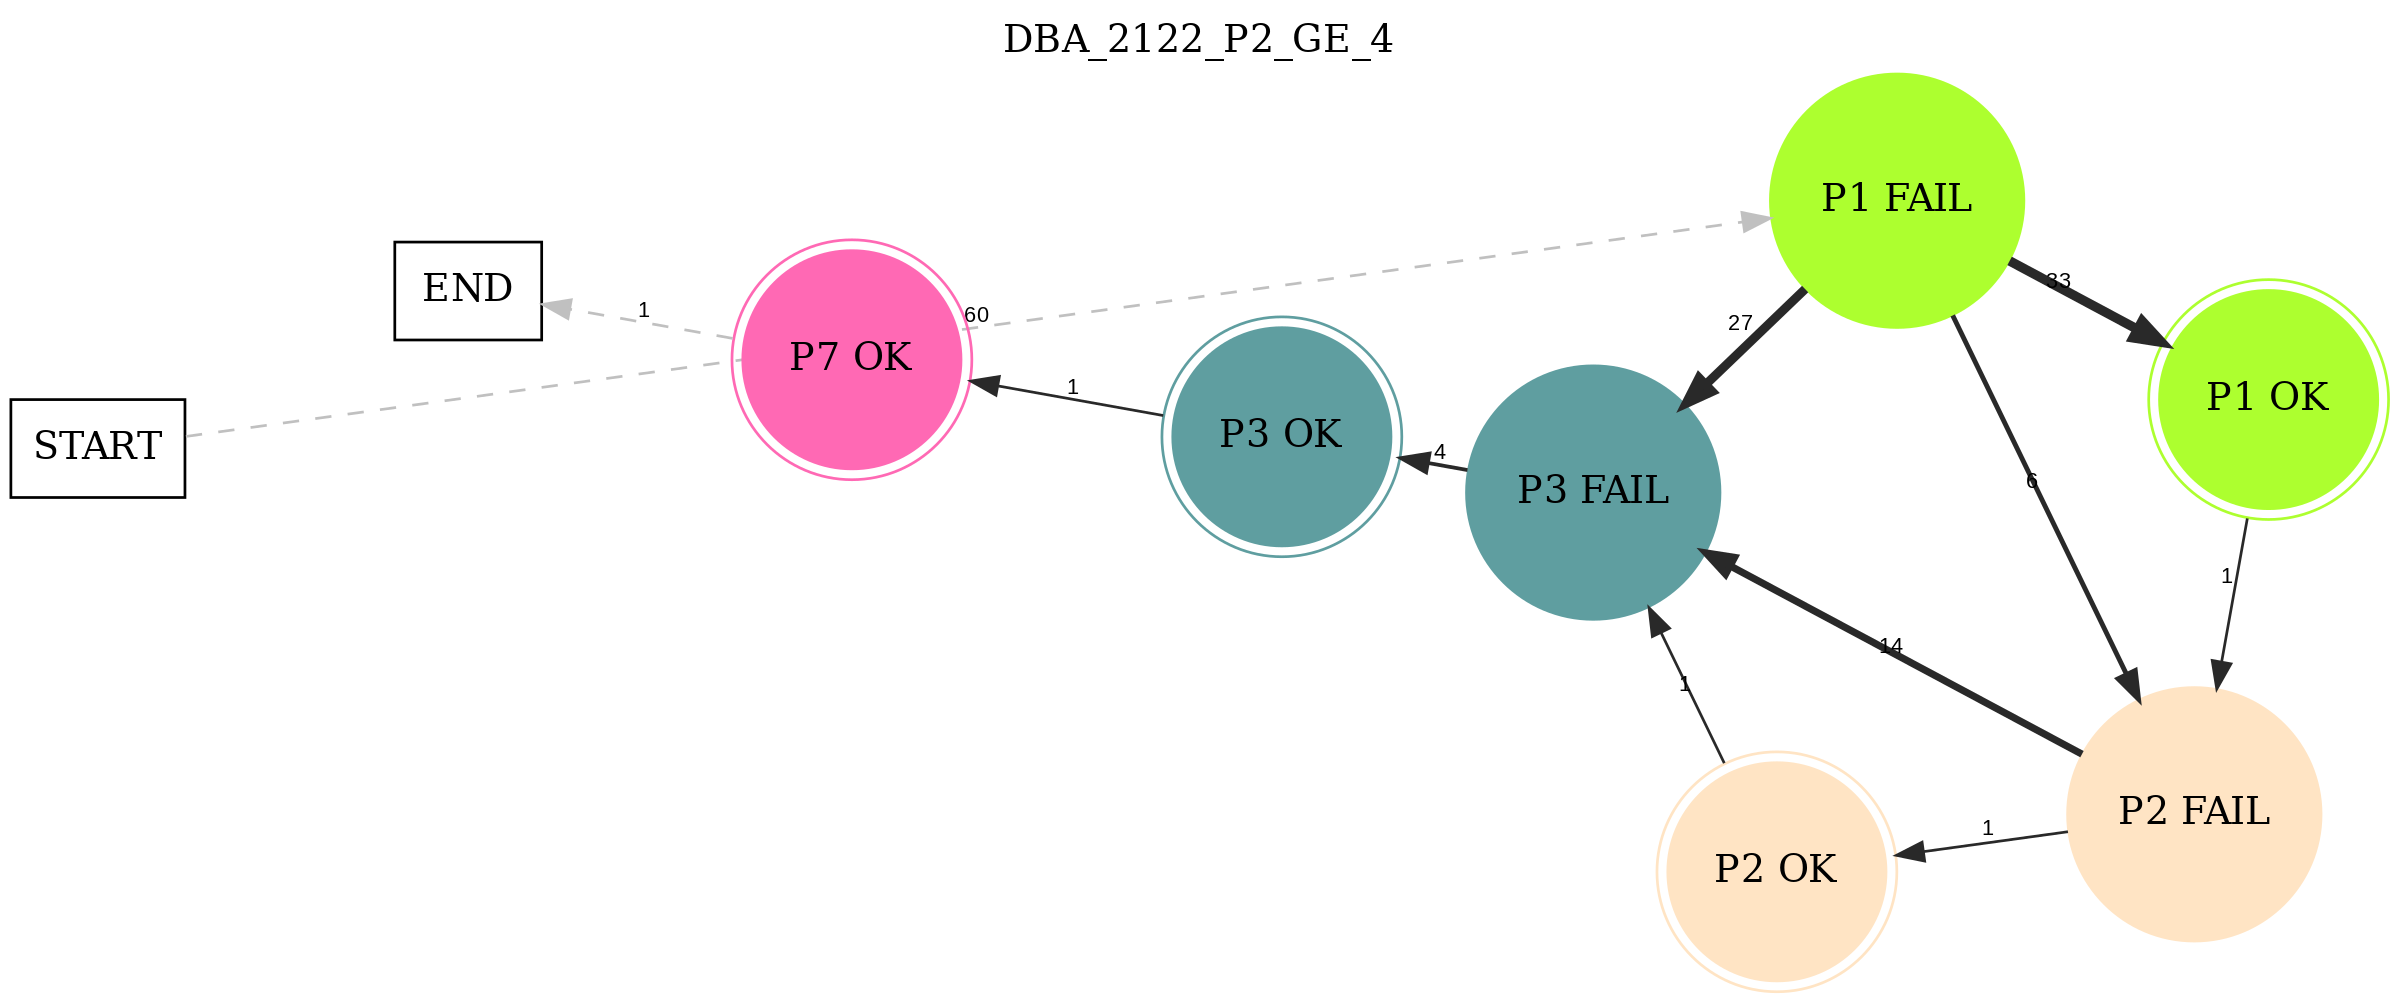 DBA_2122_P2_GE_4
P1 FAIL
END
1
60
33
P7 OK
27
P1 OK
1
START
P3 OK
4
P3 FAIL
6
1
14
1
P2 FAIL
1
P2 OK